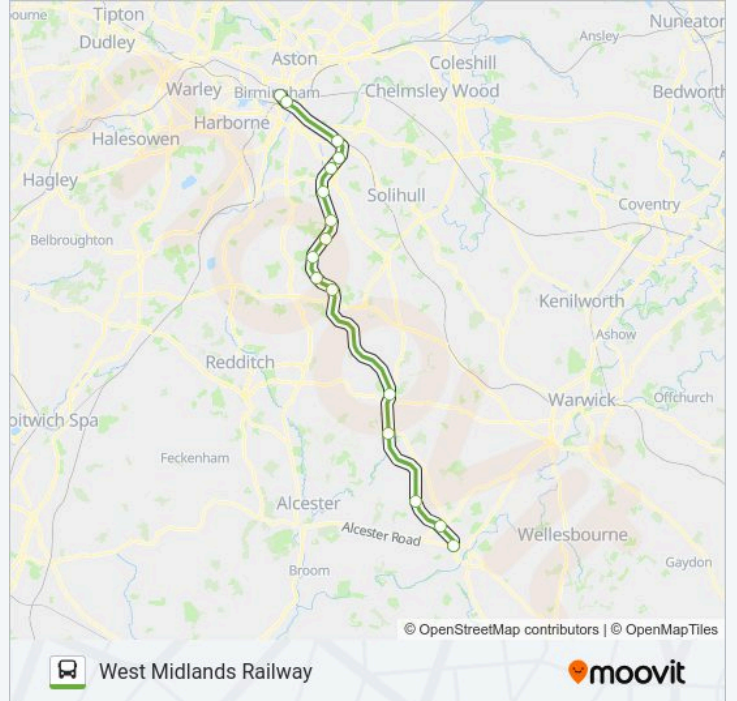 ourne
Tipton
Nuneaton
Dudley
Ansley
Aston
Coleshill
Warley
Birmingham
Chelmsley Wood
Bedworth
Harborne
Halesowen
Hagley
Solihull
Coventry
Belbroughton
Kenilworth
Ashow
Redditch
Warwick
Offchurch
oitwich Spa
Feckenham
Alcester
Alcester Road
Wellesbourne
Broom
Gaydon
© OpenStreetMap contributors | © OpenMapTiles
West Midlands Railway
moovit